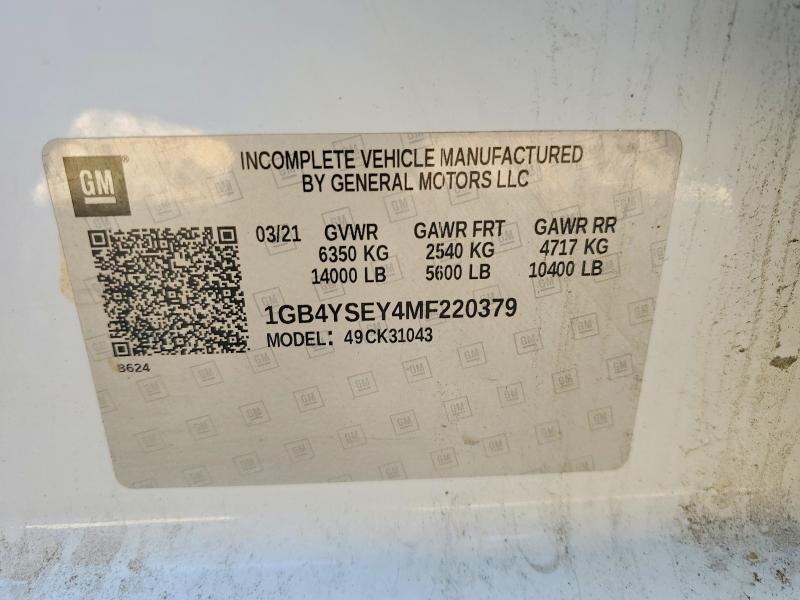 GM
INCOMPLETE VEHICLE MANUFACTURED
BY GENERAL MOTORS LLC
03/21 GVWR GAWR FRT GAWR RR
6350 KG 2540 KG 4717 KG
14000 LB 5600 LB 10400 LB
1GB4YSEY4MF220379
MODEL: 49CK31043
3624